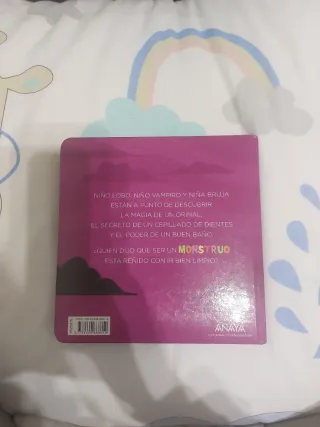 NIÑO LOBO, NIÑO VAMPIRO Y NIÑA BRUJA
ESTÁN A PUNTO DE DESCUBRIR
LA MAGIA DE UN ORINAL,
EL SECRETO DE UN CEPILLADO DE DIENTES
Y EL PODER DE UN BUEN BAÑO.
¿QUIÉN DIJO QUE SER UN MONSTRUO
ESTÁ REÑIDO CON IR BIEN LIMPIO?
ANAYA